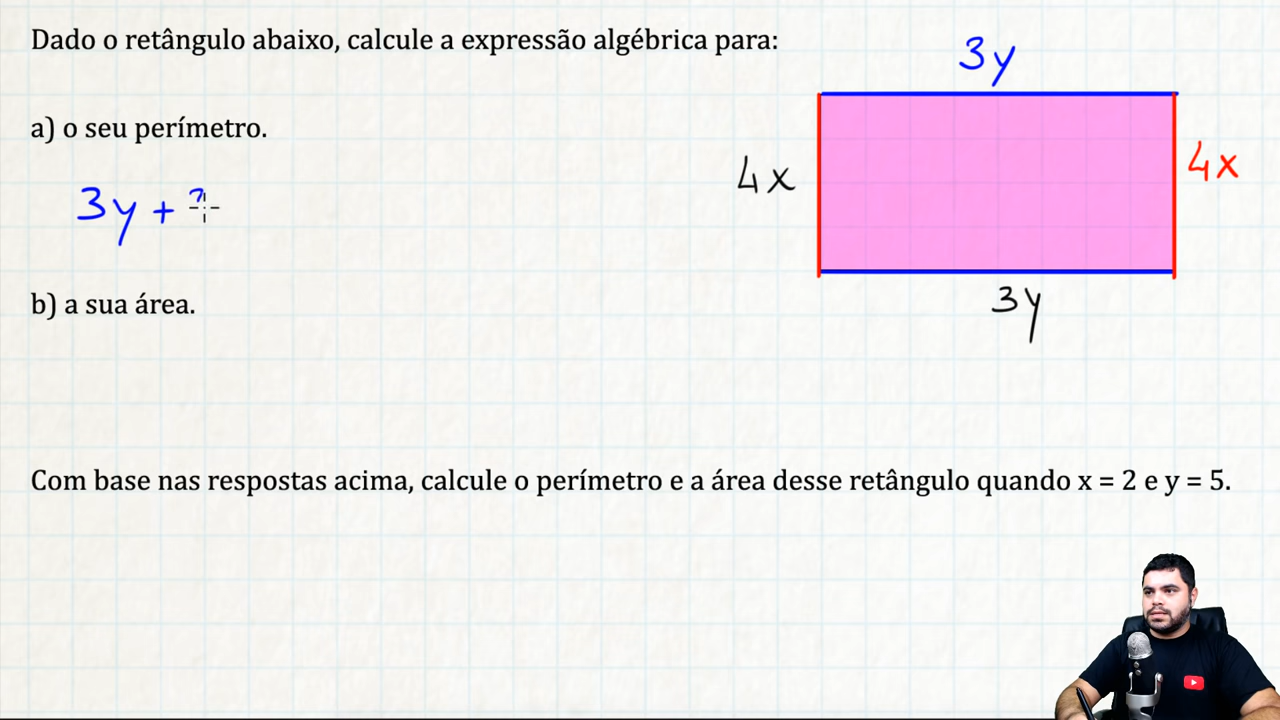 Dado o retângulo abaixo, calcule a expressão algébrica para:
3y
a) o seu perímetro.
4x
4x
3y +
b) a sua área.
3y
Com base nas respostas acima, calcule o perímetro e a área desse retângulo quando x = 2 e y = 5.